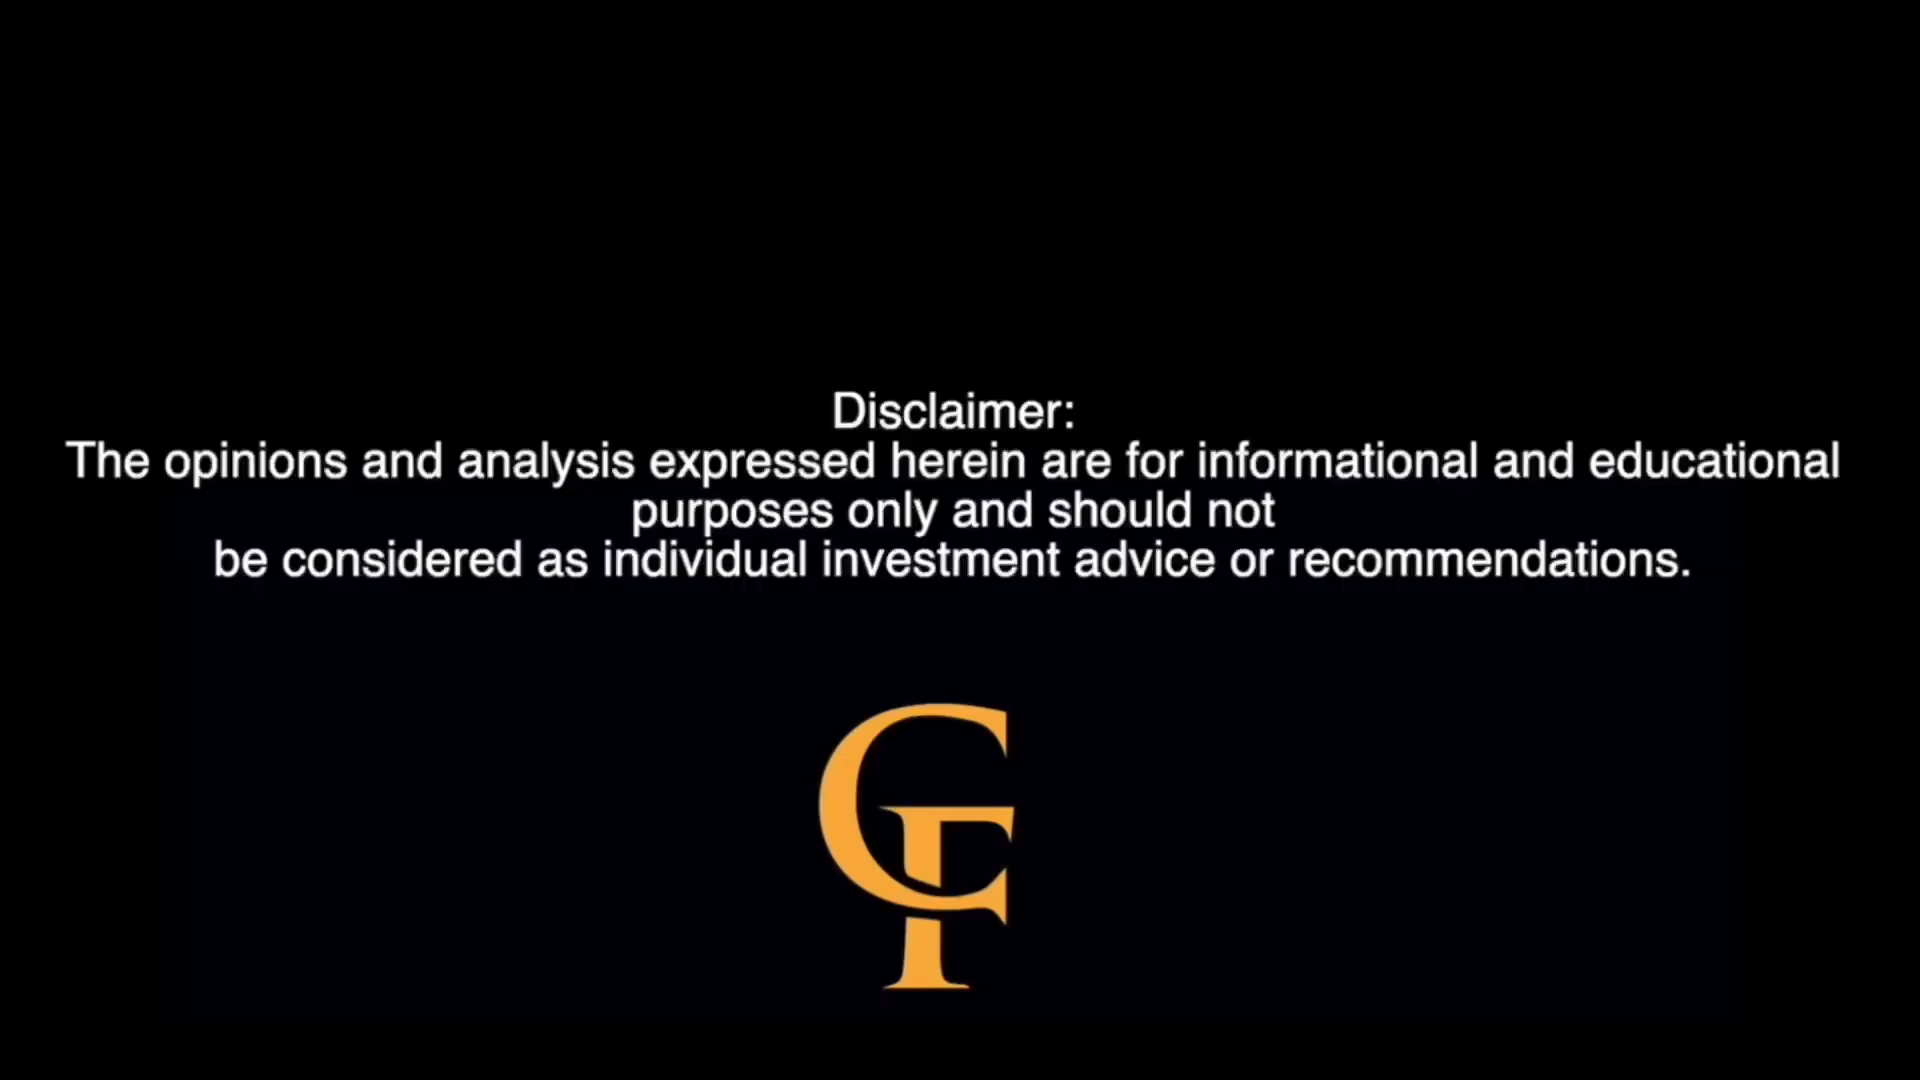 Disclaimer:
The opinions and analysis expressed herein are for informational and educational
purposes only and should not
be considered as individual investment advice or recommendations.
CF